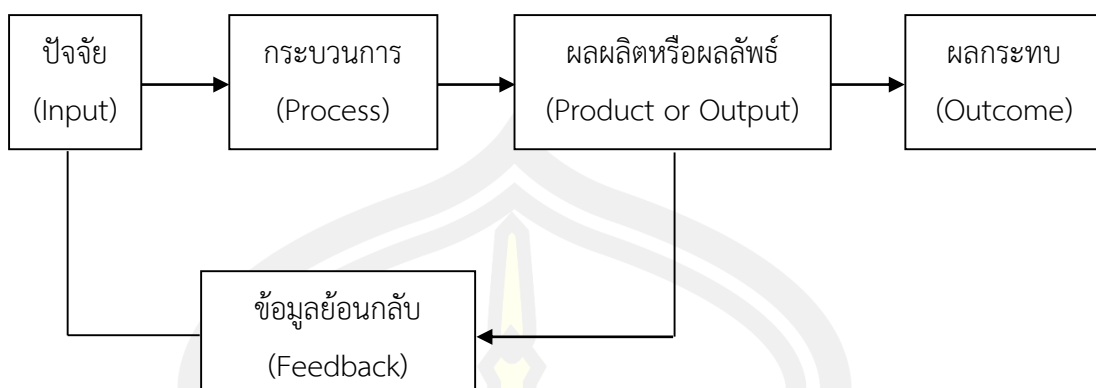 ปัจจัย
(Input)
กระบวนการ
(Process)
ผลผลิตหรือผลลัพธ์
(Product or Output)
ผลกระทบ
(Outcome)
ข้อมูลย้อนกลับ
(Feedback)